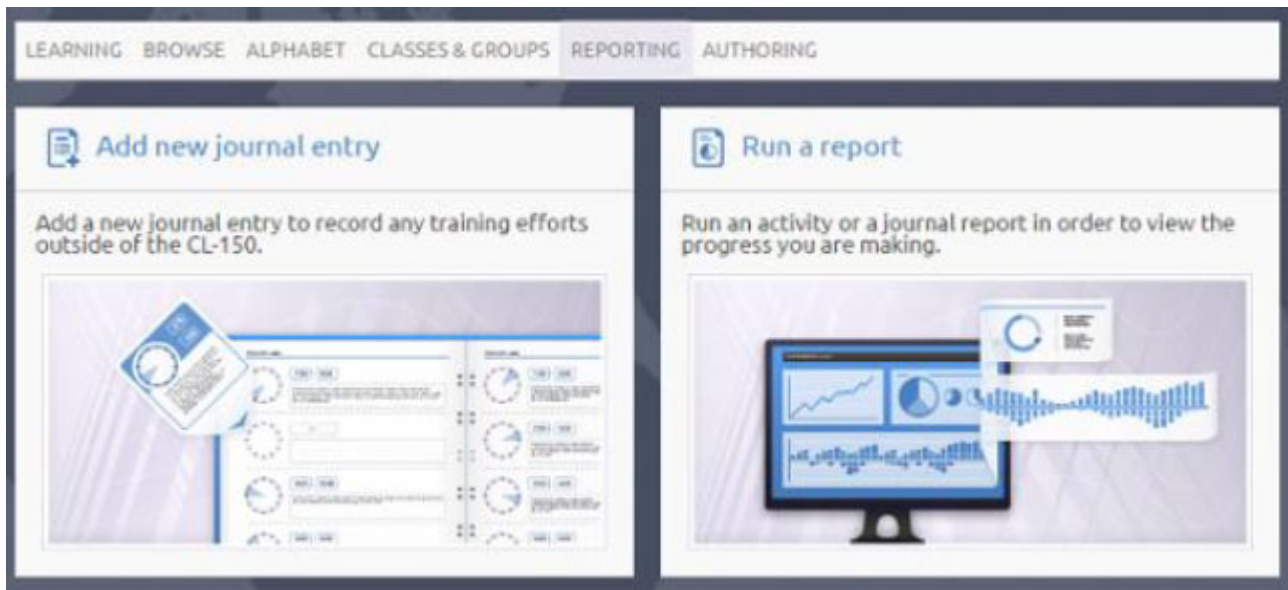 LEARNING BROWSE ALPHABET CLASSES & GROUPS REPORTING AUTHORING
Add new journal entry
Add a new journal entry to record any training efforts
outside of the CL-150.
Run a report
Run an activity or a journal report in order to view the
progress you are making.